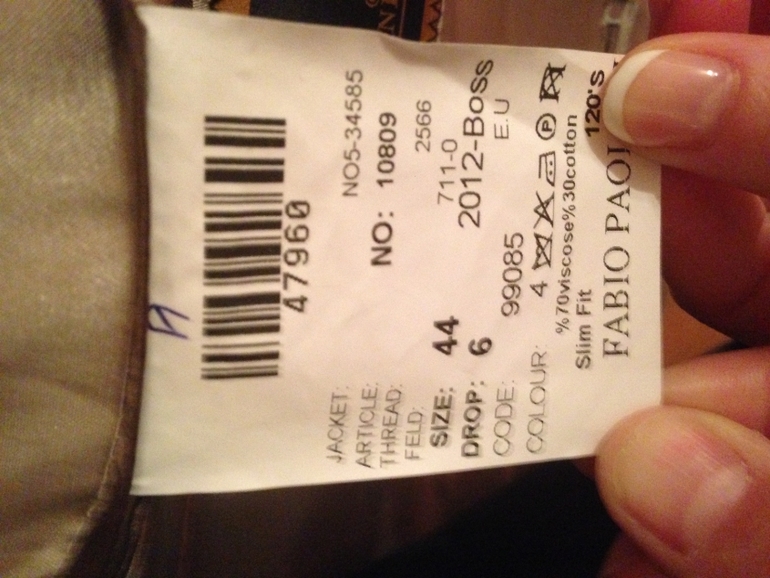 47960
JACKET: NO5-34585
ARTICLE: NO: 10809
THREAD:
FELD: 2566
SIZE: 44 711-0
DROP: 6 2012-BOSS
CODE: 99085 E.U
COLOUR: 4 P
%70viscose%30cotton
Slim Fit 120'S
FABIO